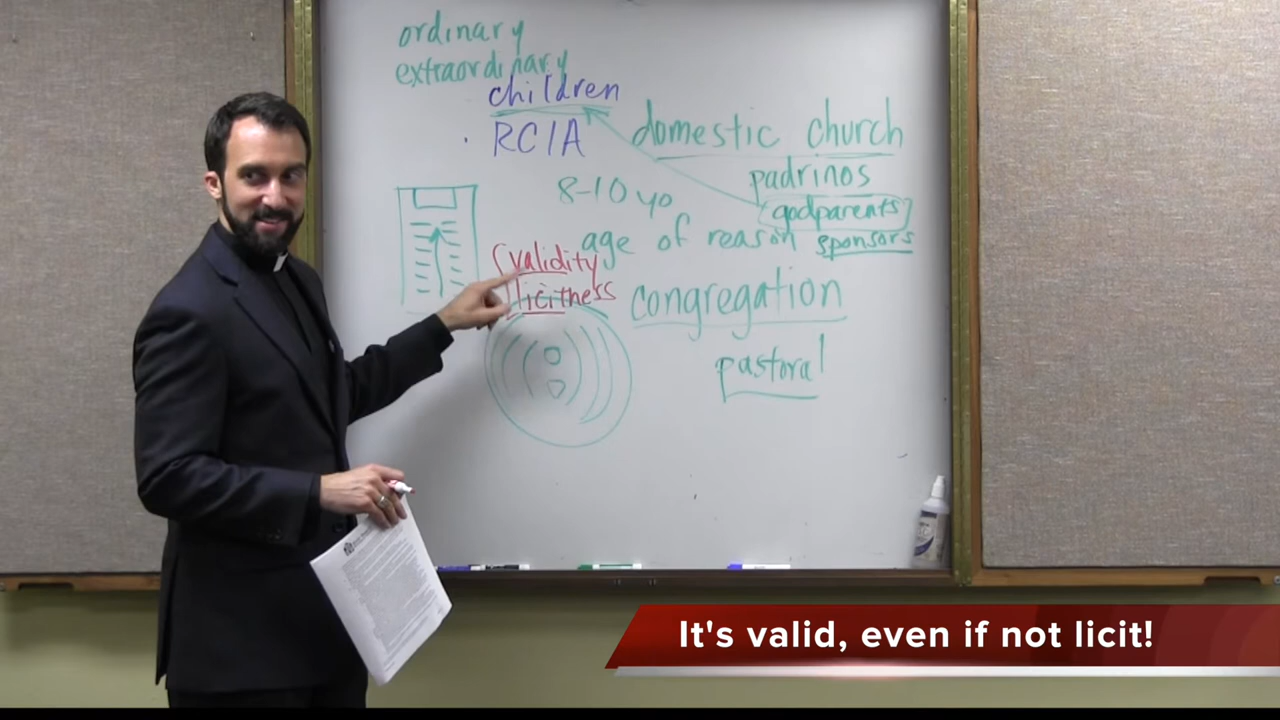 ordinary
extraordinary
children
RCIA
domestic church
padrinos
8-10 yo
(godparents)
age of reason sponsors
validity
licitness
congregation
pastoral
It's valid, even if not licit!